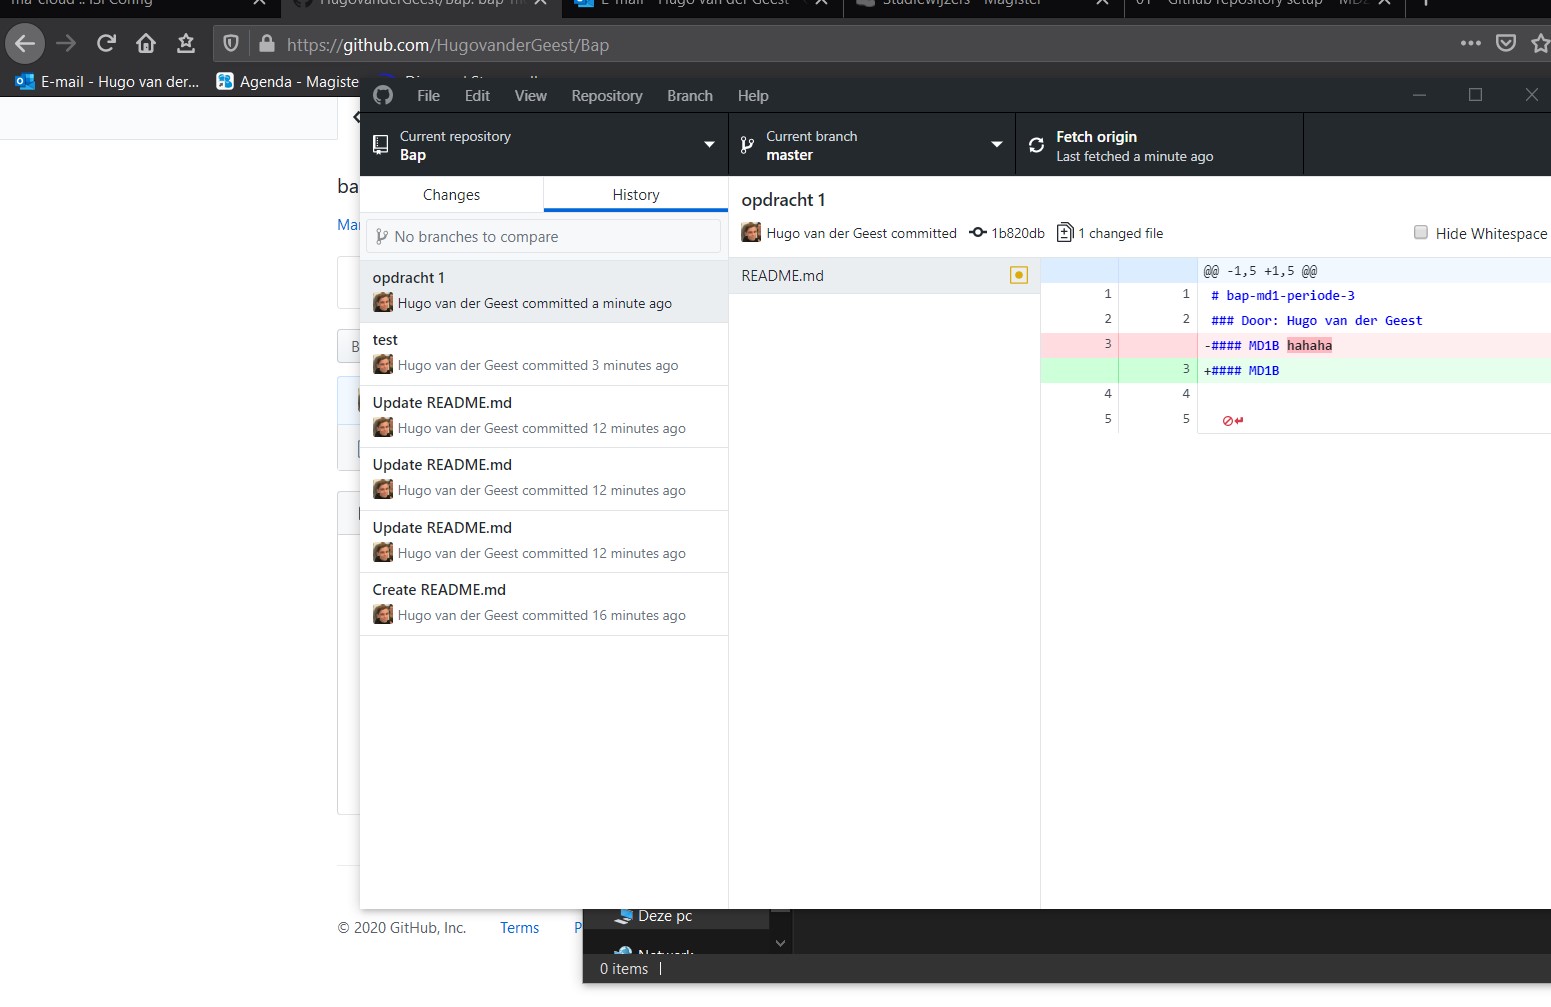 https://github.com/HugovanderGeest/Bap
E-mail - Hugo van der...
Agenda - Magiste
File Edit View Repository Branch Help
Current repository
Bap
Current branch
master
Fetch origin
Last fetched a minute ago
Changes
History
No branches to compare
opdracht 1
Hugo van der Geest committed a minute ago
test
Hugo van der Geest committed 3 minutes ago
Update README.md
Hugo van der Geest committed 12 minutes ago
Update README.md
Hugo van der Geest committed 12 minutes ago
Update README.md
Hugo van der Geest committed 12 minutes ago
Create README.md
Hugo van der Geest committed 16 minutes ago
opdracht 1
Hugo van der Geest committed 1b820db 1 changed file
Hide Whitespace
README.md
@@ -1,5 +1,5 @@
1 1 # bap-md1-periode-3
2 2 ### Door: Hugo van der Geest
3 -#### MD1B hahaha
3 +#### MD1B
4 4
5 5
ba
Mar
© 2020 GitHub, Inc. Terms P
Deze pc
Network
0 items